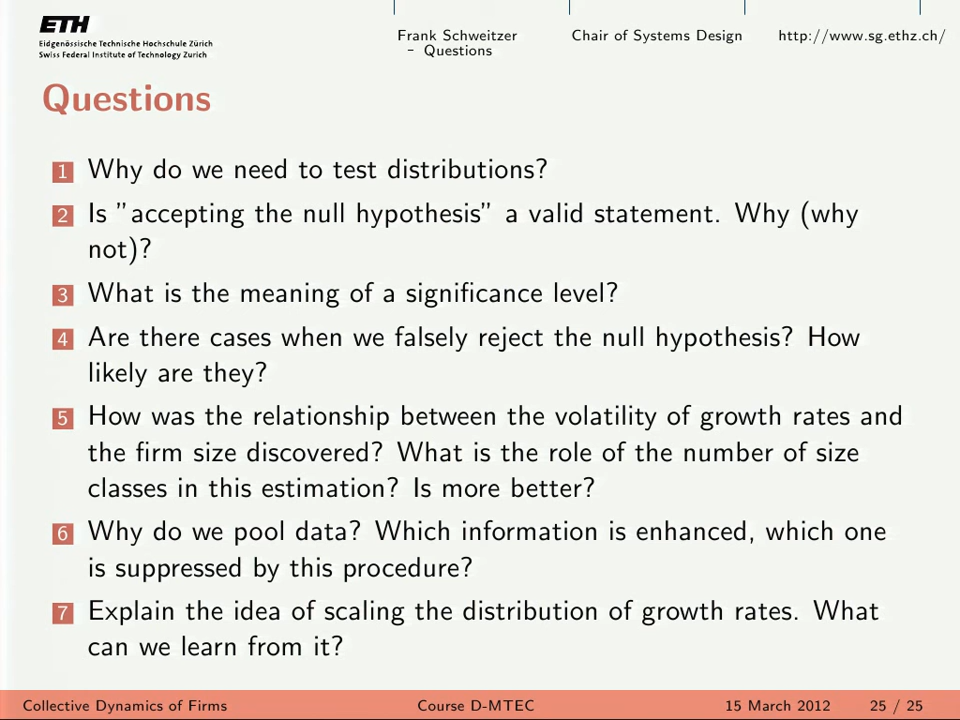 ETH
Eidgenössische Technische Hochschule Zürich
Swiss Federal Institute of Technology Zurich
Frank Schweitzer
– Questions
Chair of Systems Design
http://www.sg.ethz.ch/
Questions
1 Why do we need to test distributions?
2 Is ”accepting the null hypothesis” a valid statement. Why (why
not)?
3 What is the meaning of a significance level?
4 Are there cases when we falsely reject the null hypothesis? How
likely are they?
5 How was the relationship between the volatility of growth rates and
the firm size discovered? What is the role of the number of size
classes in this estimation? Is more better?
6 Why do we pool data? Which information is enhanced, which one
is suppressed by this procedure?
7 Explain the idea of scaling the distribution of growth rates. What
can we learn from it?
Collective Dynamics of Firms
Course D-MTEC
15 March 2012
25 / 25